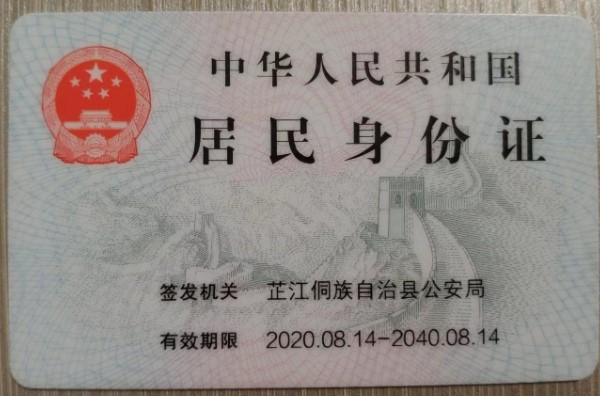 中华人民共和国
居民身份证
签发机关 芷江侗族自治县公安局
有效期限 2020.08.14-2040.08.14